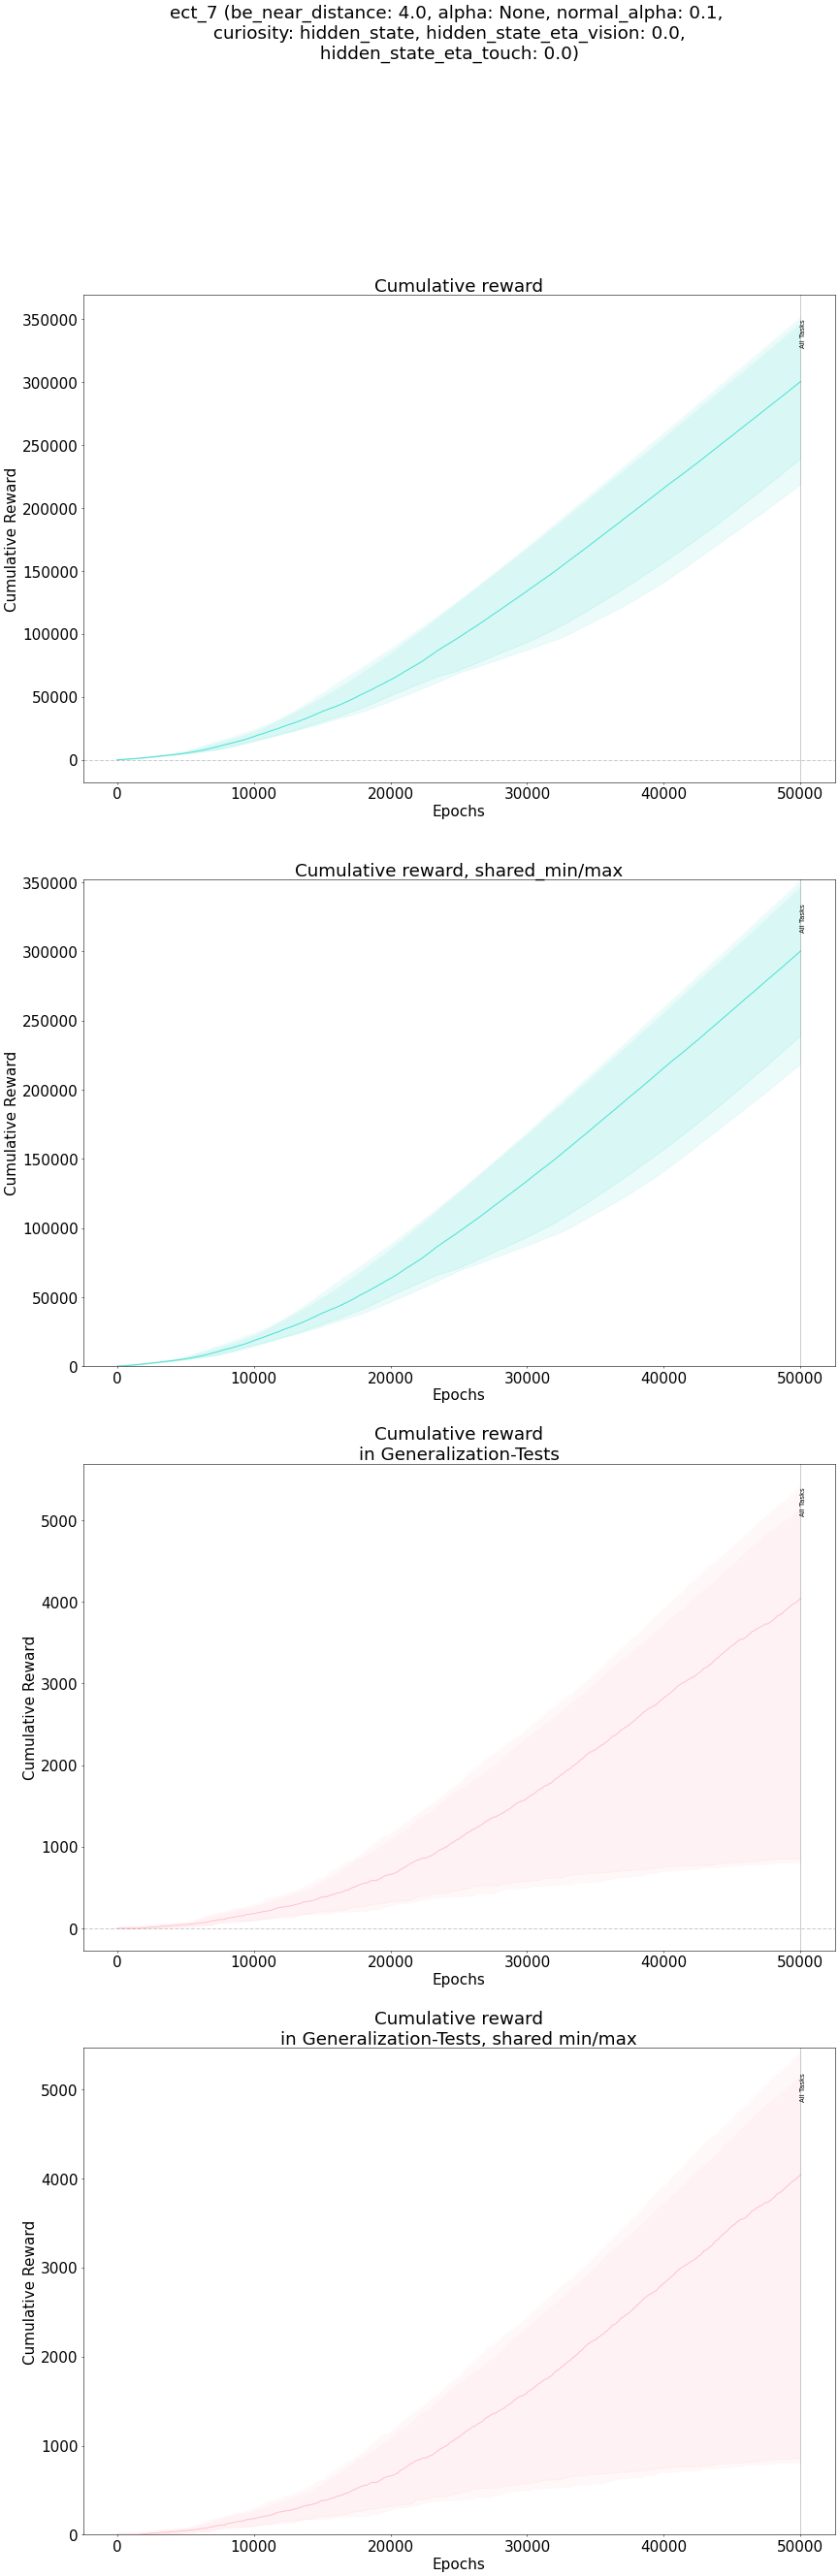 ect_7 (be_near_distance: 4.0, alpha: None, normal_alpha: 0.1,
curiosity: hidden_state, hidden_state_eta_vision: 0.0,
hidden_state_eta_touch: 0.0)
Cumulative reward
350000
300000
250000
200000
150000
100000
50000
0
Cumulative Reward
All Tasks
0 10000 20000 30000 40000 50000
Epochs
Cumulative reward, shared_min/max
350000
300000
250000
200000
150000
100000
50000
0
Cumulative Reward
All Tasks
0 10000 20000 30000 40000 50000
Epochs
Cumulative reward
in Generalization-Tests
5000
4000
3000
2000
1000
0
Cumulative Reward
All Tasks
0 10000 20000 30000 40000 50000
Epochs
Cumulative reward
in Generalization-Tests, shared min/max
5000
4000
3000
2000
1000
0
Cumulative Reward
All Tasks
0 10000 20000 30000 40000 50000
Epochs